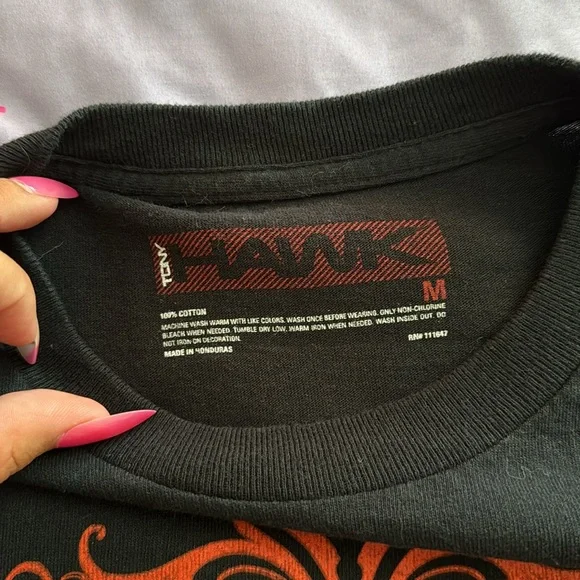 TONY HAWK
M
100% COTTON
MACHINE WASH WARM WITH LIKE COLORS. WASH ONCE BEFORE WEARING. ONLY NON-CHLORINE
BLEACH WHEN NEEDED. TUMBLE DRY LOW. WARM IRON WHEN NEEDED. WASH INSIDE OUT. DO
NOT IRON ON DECORATION. RN# 111647
MADE IN HONDURAS